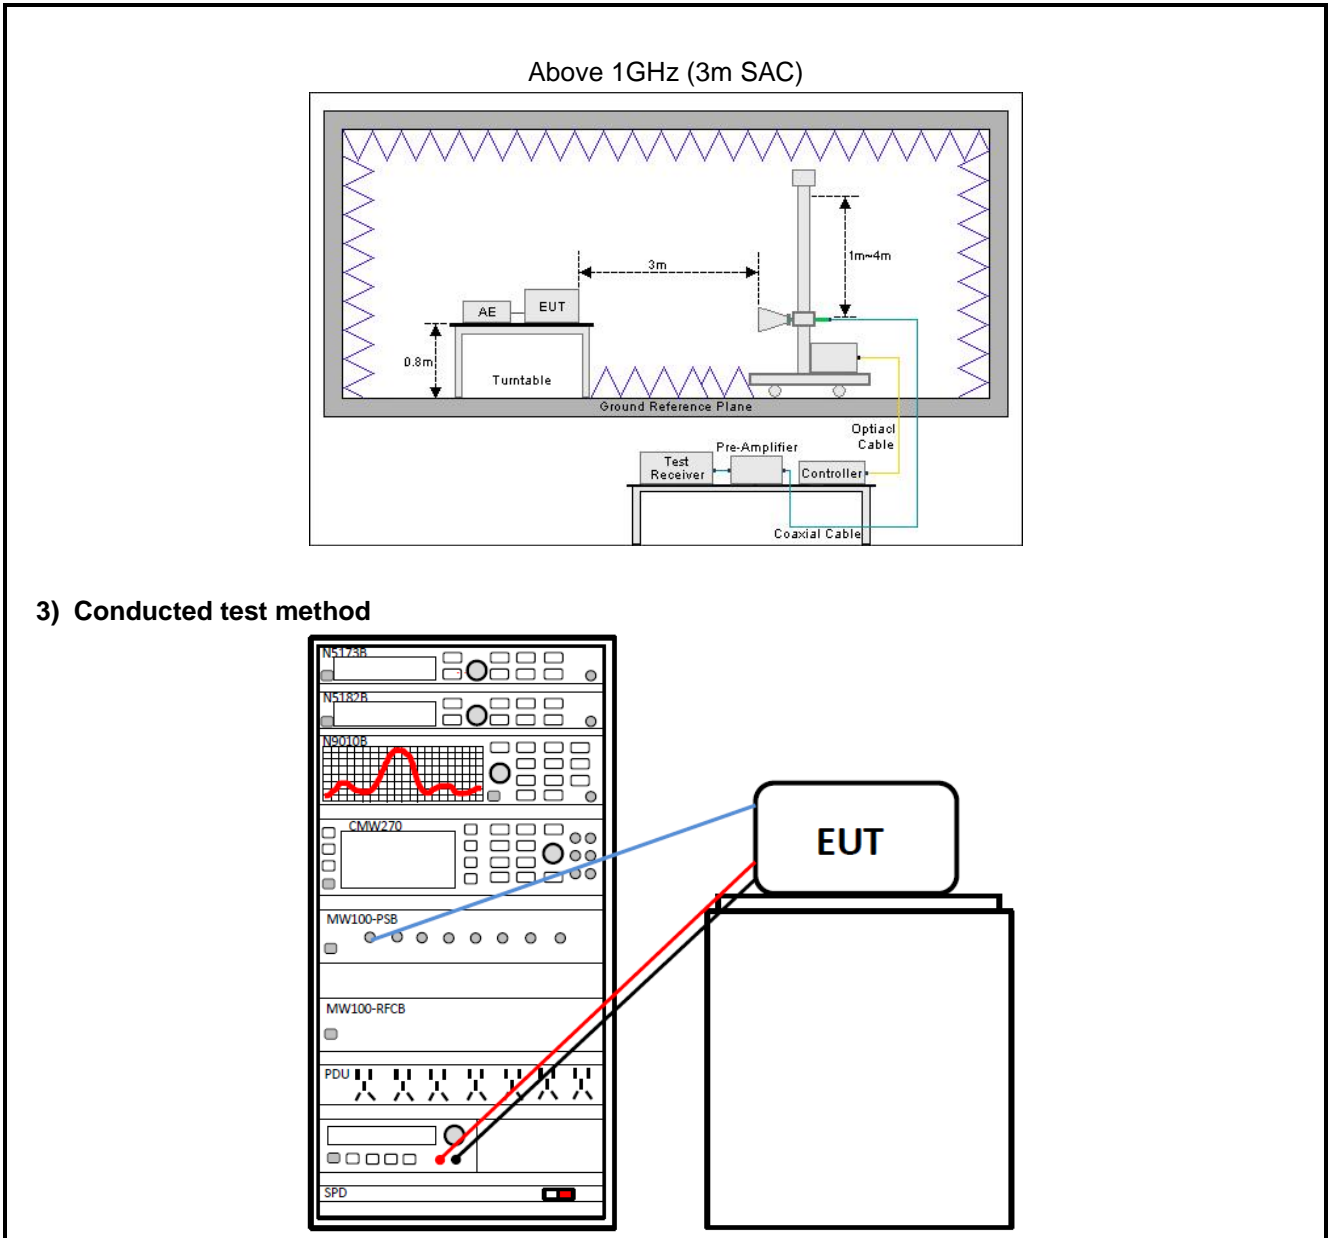 Above 1GHz (3m SAC)
3m
1m~4m
AE
EUT
0.8m
Turntable
Ground Reference Plane
Optiacl
Cable
Pre-Amplifier
Test
Receiver
Controller
Coaxial Cable
3) Conducted test method
N5173B
N5182B
N9010B
CMW270
EUT
MW100-PSB
MW100-RFCB
PDU
SPD